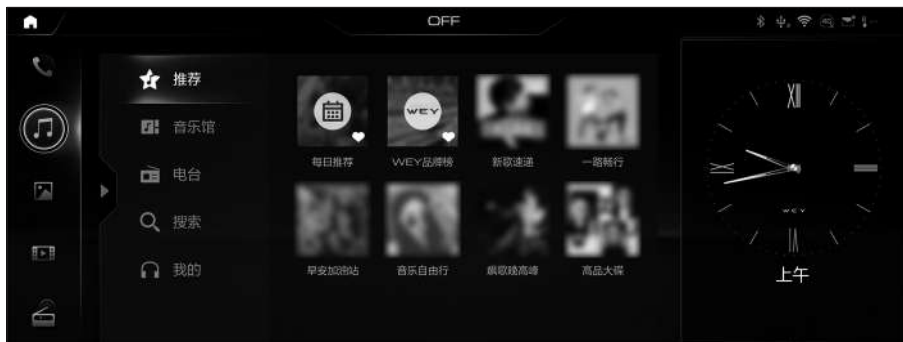 OFF
推荐
音乐馆
电台
搜索
我的
WEY
每日推荐
WEY品牌榜
新歌速递
一路畅行
早安加油站
音乐自由行
飙歌臻高峰
高品大碟
XII
III
WEY
上午